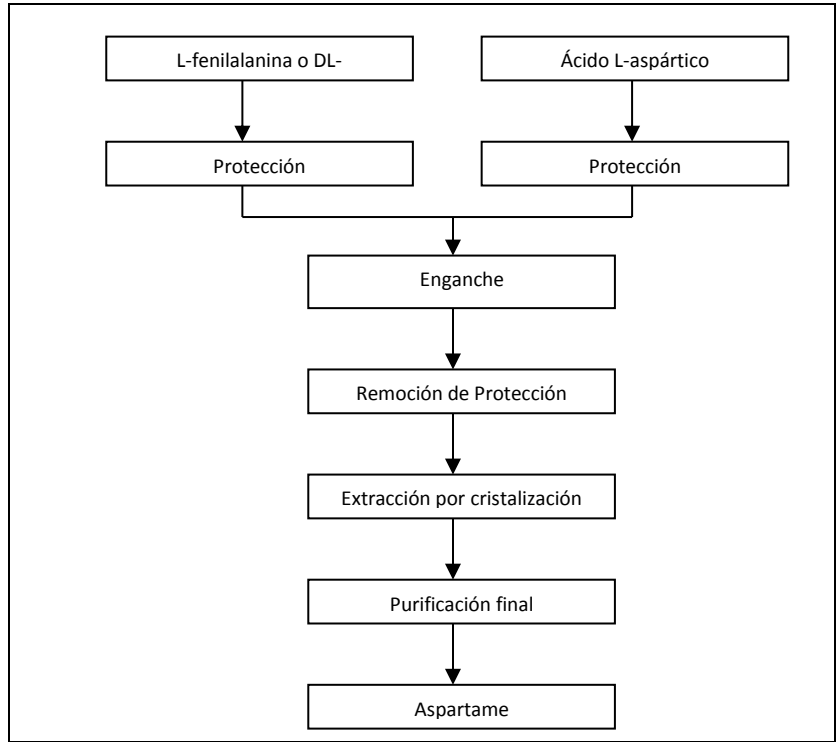 L-fenilalanina o DL-
Ácido L-aspártico
Protección
Protección
Enganche
Remoción de Protección
Extracción por cristalización
Purificación final
Aspartame